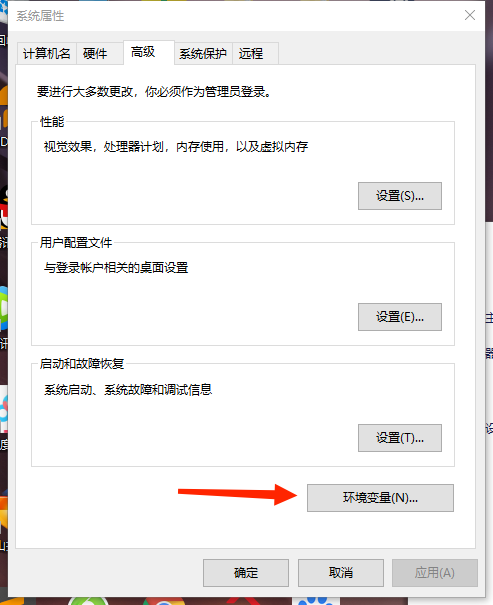 系统属性
计算机名 硬件 高级 系统保护 远程
要进行大多数更改，你必须作为管理员登录。
性能
视觉效果，处理器计划，内存使用，以及虚拟内存
设置(S)...
用户配置文件
与登录帐户相关的桌面设置
设置(E)...
启动和故障恢复
系统启动、系统故障和调试信息
设置(T)...
环境变量(N)...
确定 取消 应用(A)